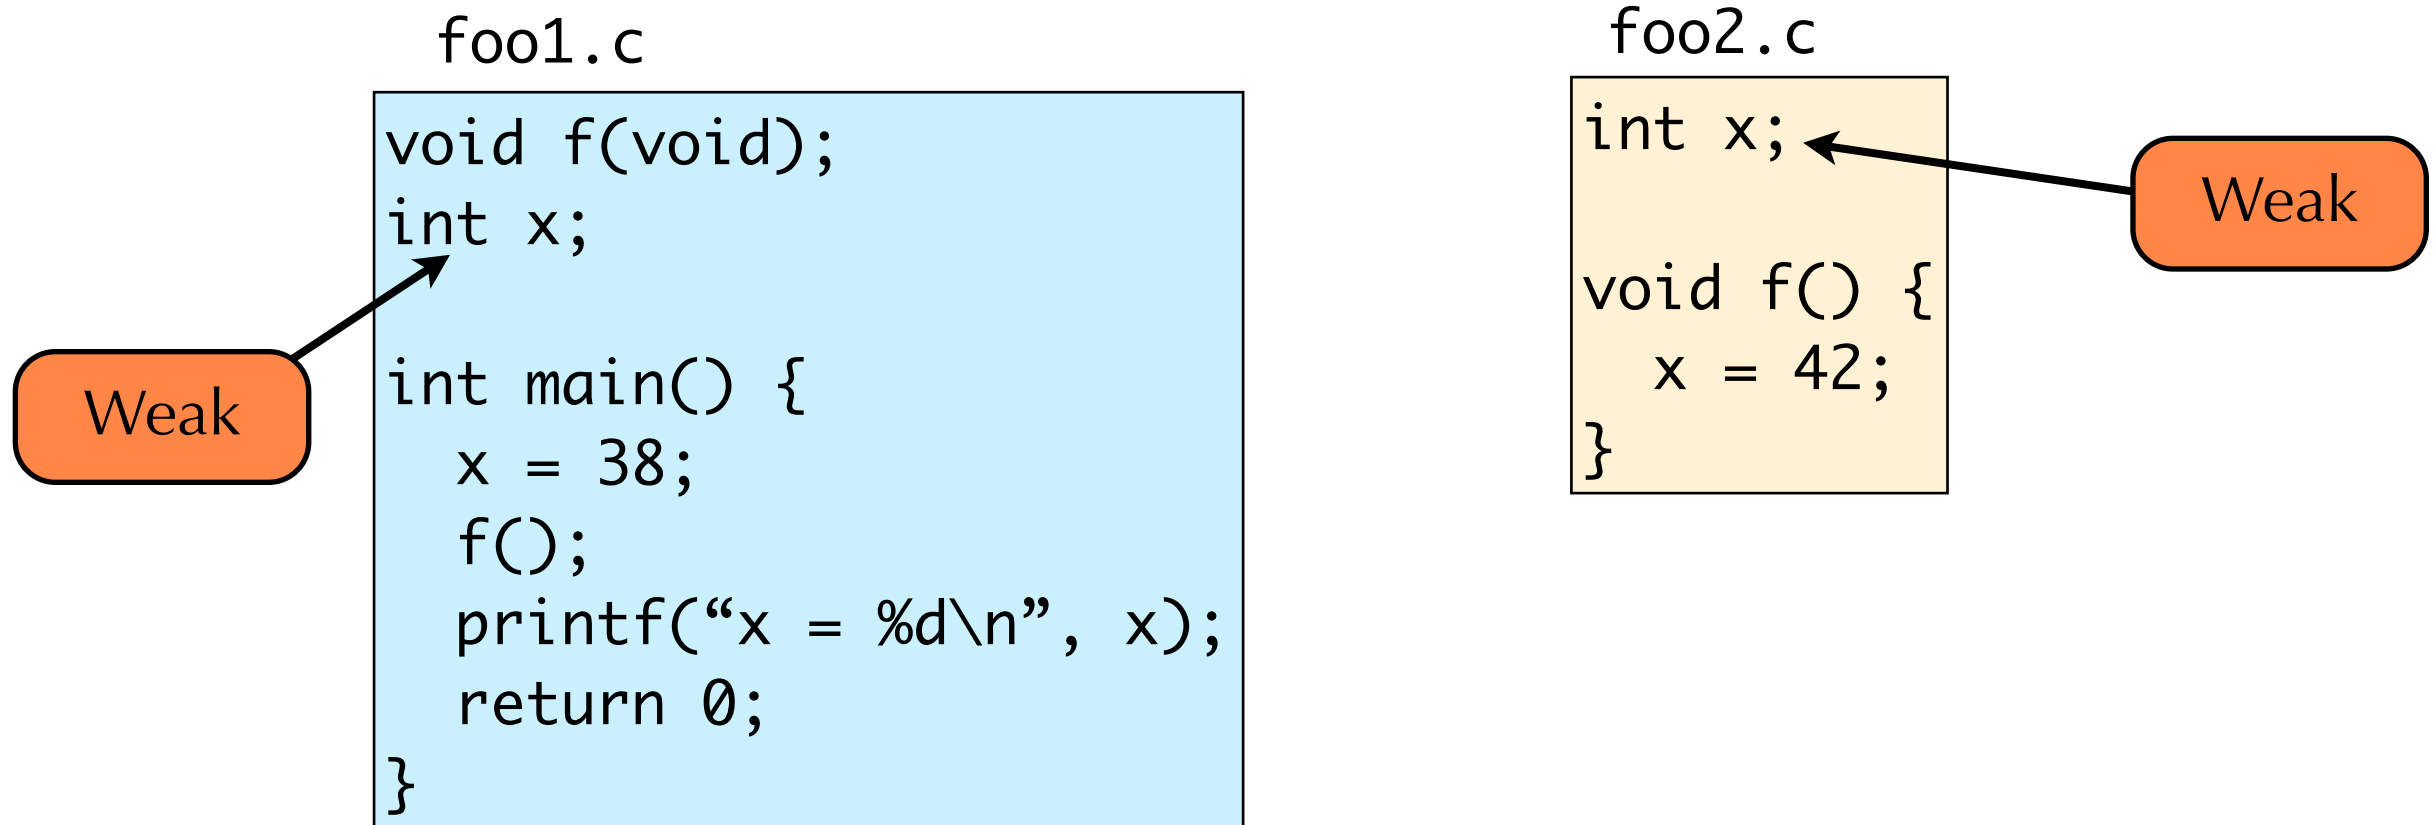 foo1.c
void f(void);
int x;
int main() {
  x = 38;
  f();
  printf(“x = %d\n”, x);
  return 0;
}
Weak
foo2.c
int x;
void f() {
  x = 42;
}
Weak